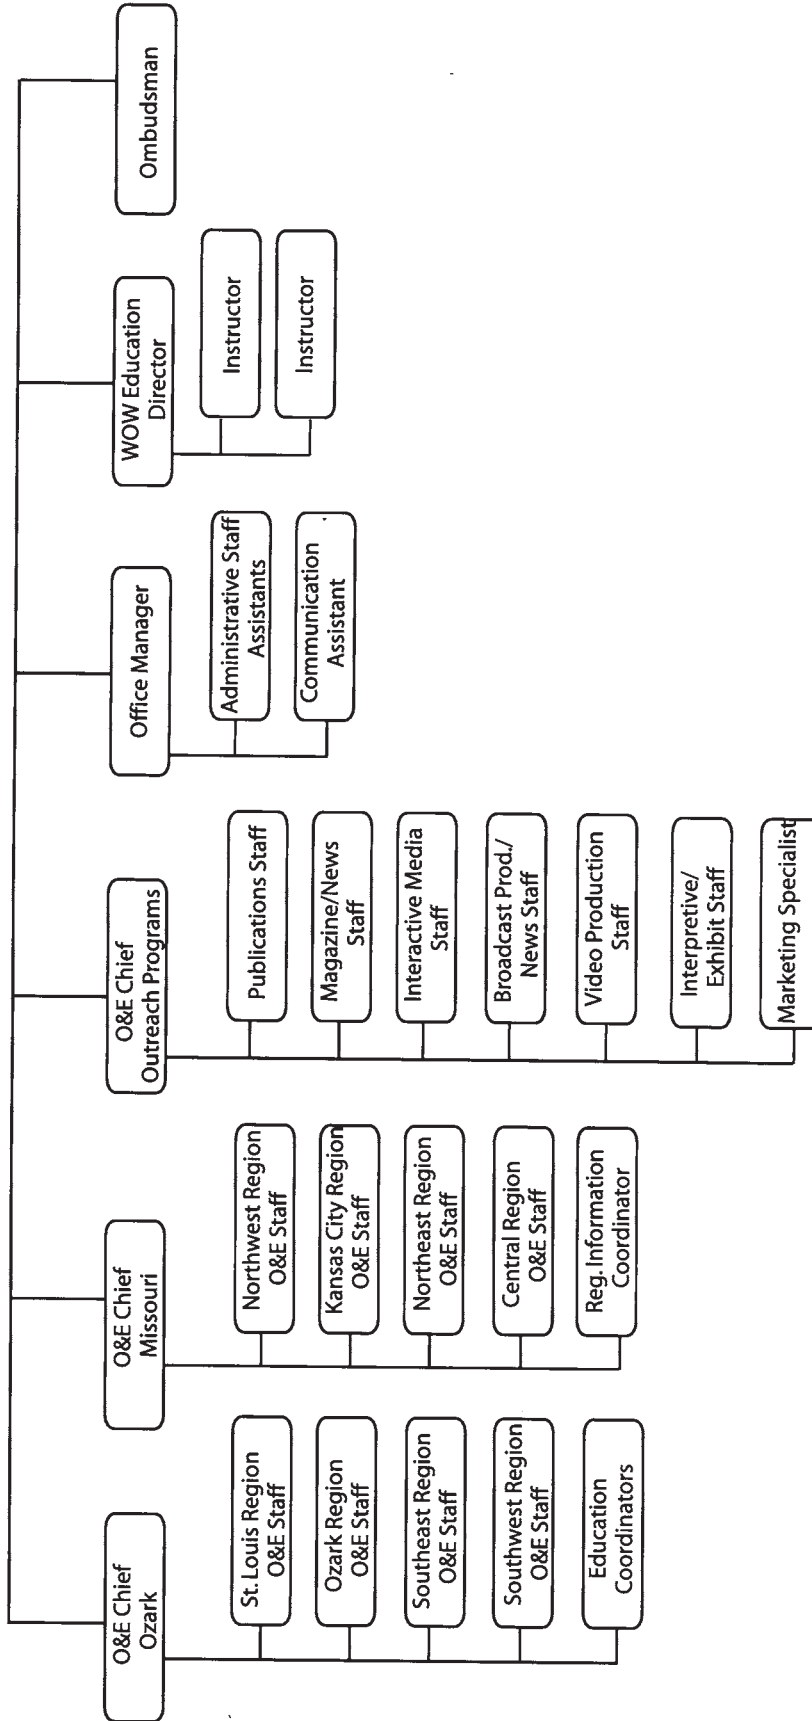 O&E Chief
Ozark
St. Louis Region
O&E Staff
Ozark Region
O&E Staff
Southeast Region
O&E Staff
Southwest Region
O&E Staff
Education
Coordinators
O&E Chief
Missouri
Northwest Region
O&E Staff
Kansas City Region
O&E Staff
Northeast Region
O&E Staff
Central Region
O&E Staff
Reg. Information
Coordinator
O&E Chief
Outreach Programs
Publications Staff
Magazine/News
Staff
Interactive Media
Staff
Broadcast Prod./
News Staff
Video Production
Staff
Interpretive/
Exhibit Staff
Marketing Specialist
Office Manager
Administrative Staff
Assistants
Communication
Assistant
WOW Education
Director
Instructor
Instructor
Ombudsman